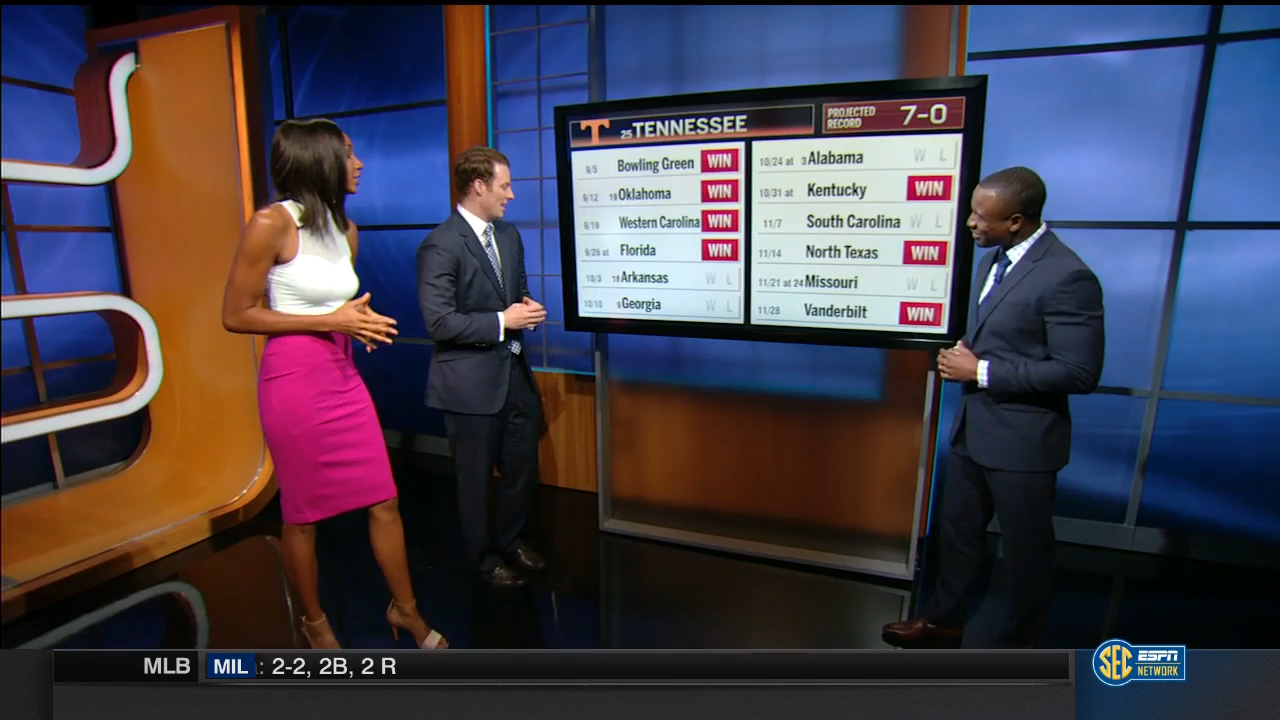 25 TENNESSEE
PROJECTED RECORD 7-0
9/5 Bowling Green WIN
9/12 19 Oklahoma WIN
9/19 Western Carolina WIN
9/26 at Florida WIN
10/3 18 Arkansas W L
10/10 9 Georgia W L
10/24 at 3 Alabama W L
10/31 at Kentucky WIN
11/7 South Carolina W L
11/14 North Texas WIN
11/21 at 24 Missouri W L
11/28 Vanderbilt WIN
MLB MIL : 2-2, 2B, 2 R
SEC ESPN NETWORK